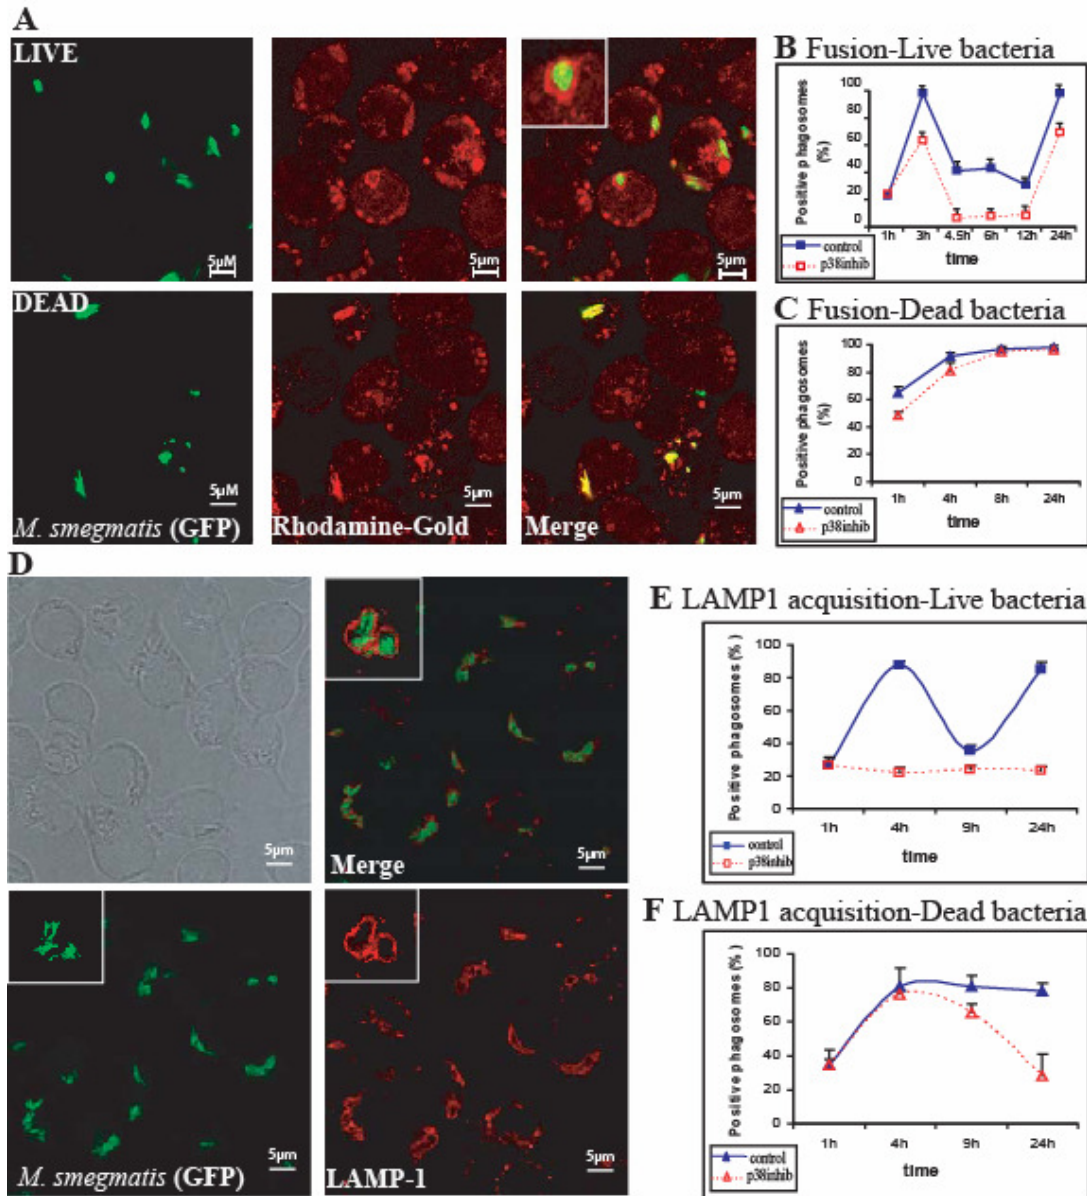 A
LIVE
5µM
5µm
5µm
DEAD
5µM
M. smegmatis (GFP)
5µm
Rhodamine-Gold
5µm
Merge
B Fusion-Live bacteria
Positive phagosomes
(%)
100
80
60
40
20
0
1h 3h 4.5h 6h 12h 24h
control
p38inhib
time
C Fusion-Dead bacteria
Positive phagosomes
(%)
100
80
60
40
20
0
1h 4h 8h 24h
control
p38inhib
time
D
5µm
5µm
Merge
5µm
M. smegmatis (GFP)
5µm
LAMP-1
E LAMP1 acquisition-Live bacteria
Positive phagosomes (%)
100
80
60
40
20
0
1h 4h 9h 24h
control
p38inhib
time
F LAMP1 acquisition-Dead bacteria
Positive phagosomes (%)
100
80
60
40
20
0
1h 4h 9h 24h
control
p38inhib
time